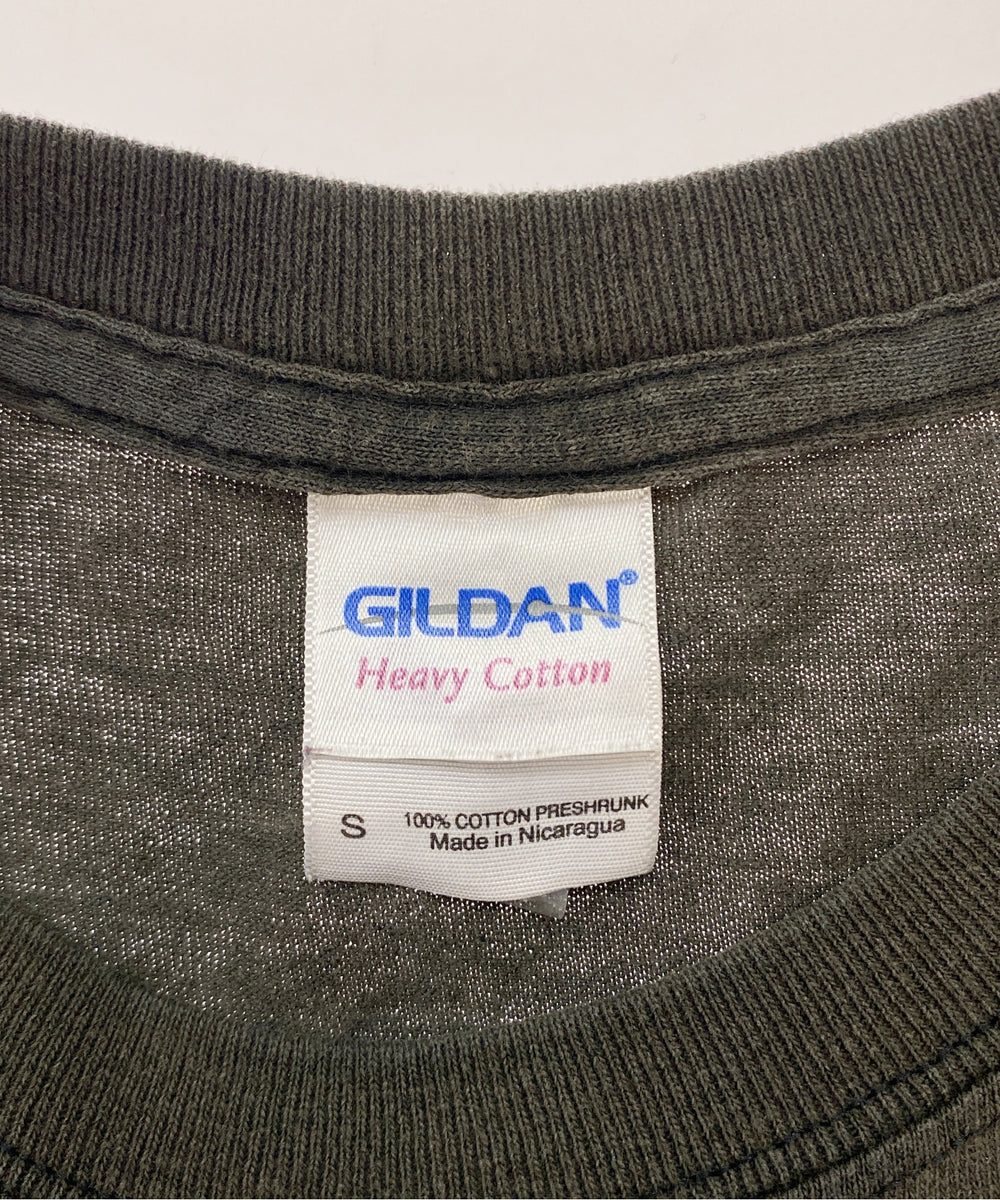 GILDAN®
Heavy Cotton
S 100% COTTON PRESHRUNK
Made in Nicaragua